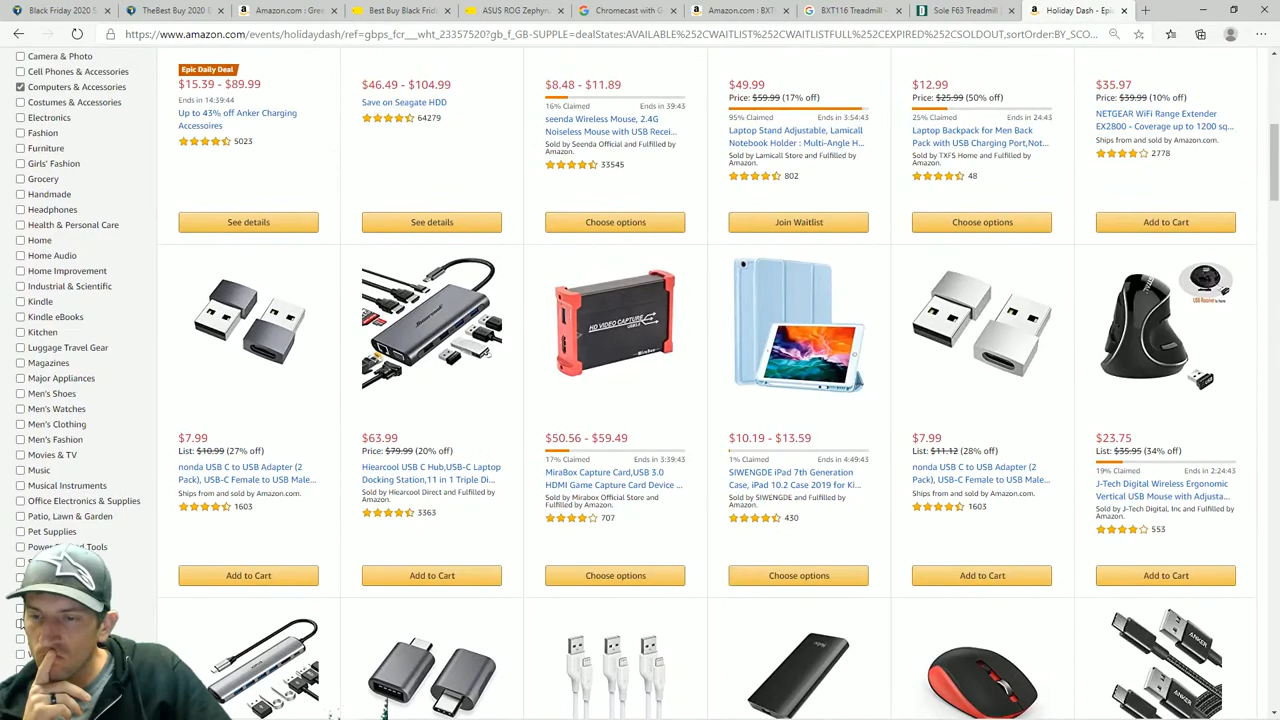 Black Friday 2020 S
TheBest Buy 2020 B
Amazon.com : Gree
Best Buy Black Frida
ASUS ROG Zephyru
Chromecast with G
Amazon.com : BXT
BXT116 Treadmill -
Sole F63 Treadmill |
Holiday Dash - Epic
https://www.amazon.com/events/holidaydash/ref=gbps_fcr___wht_23357520?gb_f_GB-SUPPLE=dealStates:AVAILABLE%252CWAITLIST%252CWAITLISTFULL%252CEXPIRED%252CSOLDOUT,sortOrder:BY_SCO...
Camera & Photo
Cell Phones & Accessories
Computers & Accessories
Costumes & Accessories
Electronics
Fashion
Furniture
Girls' Fashion
Grocery
Handmade
Headphones
Health & Personal Care
Home
Home Audio
Home Improvement
Industrial & Scientific
Kindle
Kindle eBooks
Kitchen
Luggage Travel Gear
Magazines
Major Appliances
Men's Shoes
Men's Watches
Men's Clothing
Men's Fashion
Movies & TV
Music
Musical Instruments
Office Electronics & Supplies
Patio, Lawn & Garden
Pet Supplies
Epic Daily Deal
$15.39 - $89.99
Ends in 14:39:44
Up to 43% off Anker Charging
Accessoires
5023
See details
$46.49 - $104.99
Save on Seagate HDD
64279
See details
$8.48 - $11.89
16% Claimed Ends in 39:43
seenda Wireless Mouse, 2.4G
Noiseless Mouse with USB Recei...
Sold by Seenda Official and Fulfilled by
Amazon.
33545
Choose options
$49.99
Price: $59.99 (17% off)
95% Claimed Ends in 3:54:43
Laptop Stand Adjustable, Lamicall
Notebook Holder : Multi-Angle H...
Sold by Lamicall Store and Fulfilled by
Amazon.
802
Join Waitlist
$12.99
Price: $25.99 (50% off)
25% Claimed Ends in 24:43
Laptop Backpack for Men Back
Pack with USB Charging Port,Not...
Sold by TXFS Home and Fulfilled by
Amazon.
48
Choose options
$35.97
Price: $39.99 (10% off)
NETGEAR WiFi Range Extender
EX2800 - Coverage up to 1200 sq...
Ships from and sold by Amazon.com.
2778
Add to Cart
HD VIDEO CAPTURE
$7.99
List: $10.99 (27% off)
nonda USB C to USB Adapter (2
Pack), USB-C Female to USB Male...
Ships from and sold by Amazon.com.
1603
Add to Cart
$63.99
Price: $79.99 (20% off)
Hiearcool USB C Hub,USB-C Laptop
Docking Station,11 in 1 Triple Di...
Sold by Hiearcool Direct and Fulfilled by
Amazon.
3363
Add to Cart
$50.56 - $59.49
17% Claimed Ends in 3:39:43
MiraBox Capture Card,USB 3.0
HDMI Game Capture Card Device ...
Sold by Mirabox Official Store and
Fulfilled by Amazon.
707
Choose options
$10.19 - $13.59
1% Claimed Ends in 4:49:43
SIWENGDE iPad 7th Generation
Case, iPad 10.2 Case 2019 for Ki...
Sold by SIWENGDE and Fulfilled by
Amazon.
430
Choose options
$7.99
List: $11.12 (28% off)
nonda USB C to USB Adapter (2
Pack), USB-C Female to USB Male...
Ships from and sold by Amazon.com.
1603
Add to Cart
$23.75
List: $35.95 (34% off)
19% Claimed Ends in 2:24:43
J-Tech Digital Wireless Ergonomic
Vertical USB Mouse with Adjusta...
Sold by J-Tech Digital, Inc and Fulfilled by
Amazon.
553
Add to Cart
ANKER
ANKER